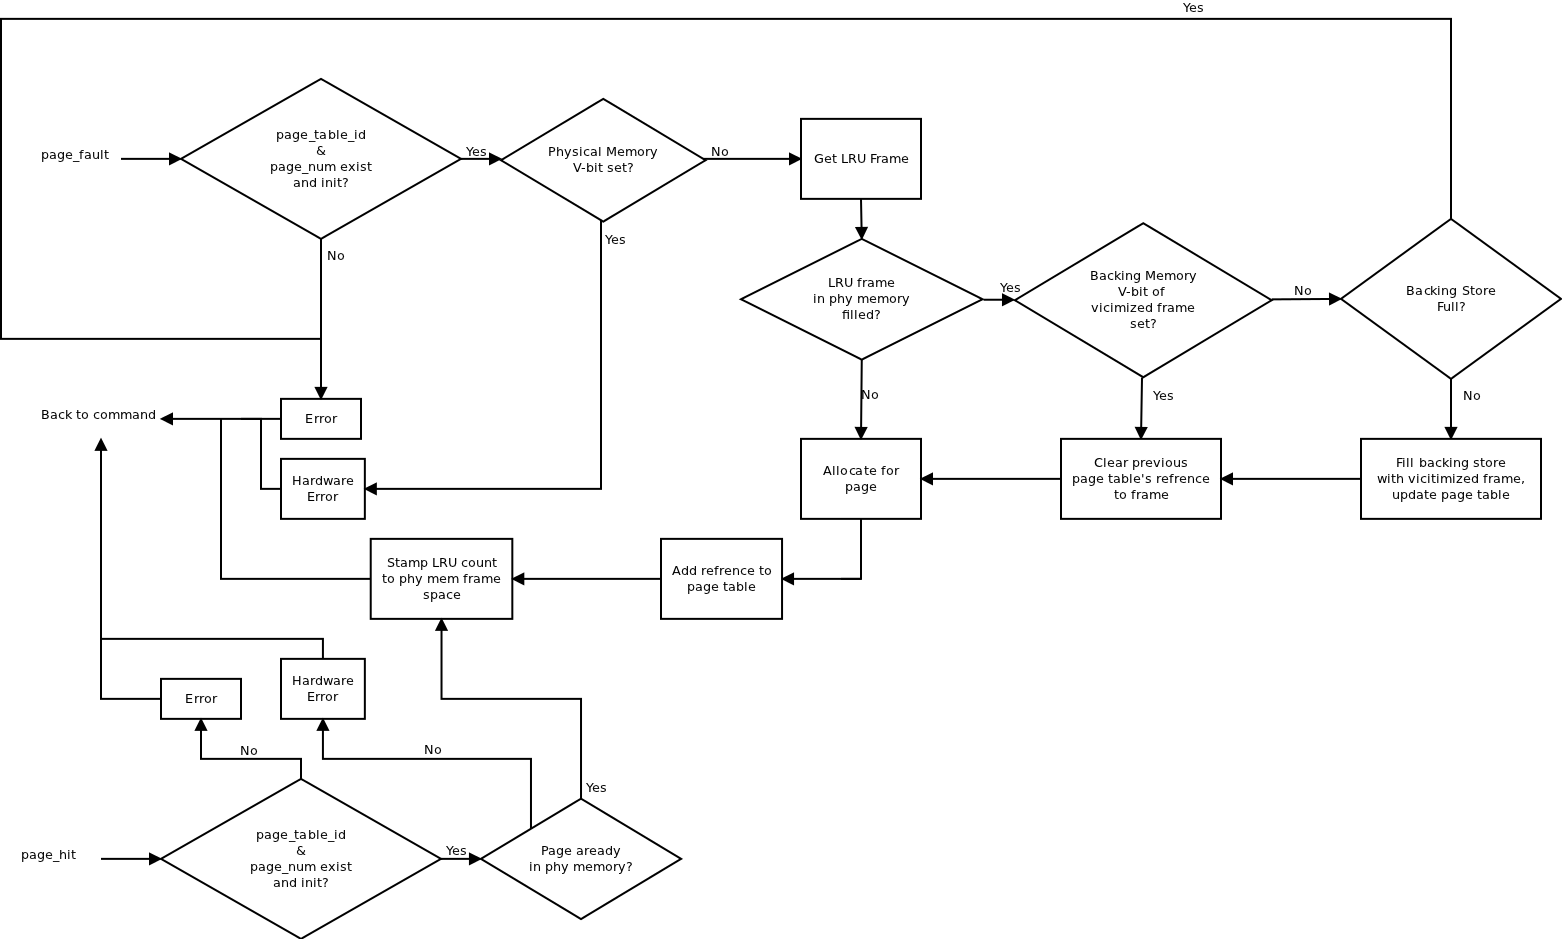 Yes
page_fault
page_table_id
&
page_num exist
and init?
Yes
Physical Memory
V-bit set?
No
Get LRU Frame
No
Yes
LRU frame
in phy memory
filled?
Yes
Backing Memory
V-bit of
vicimized frame
set?
No
Backing Store
Full?
No
Yes
No
Back to command
Error
Hardware
Error
Allocate for
page
Clear previous
page table's refrence
to frame
Fill backing store
with vicitimized frame,
update page table
Stamp LRU count
to phy mem frame
space
Add refrence to
page table
Error
Hardware
Error
No
No
Yes
page_hit
page_table_id
&
page_num exist
and init?
Yes
Page aready
in phy memory?